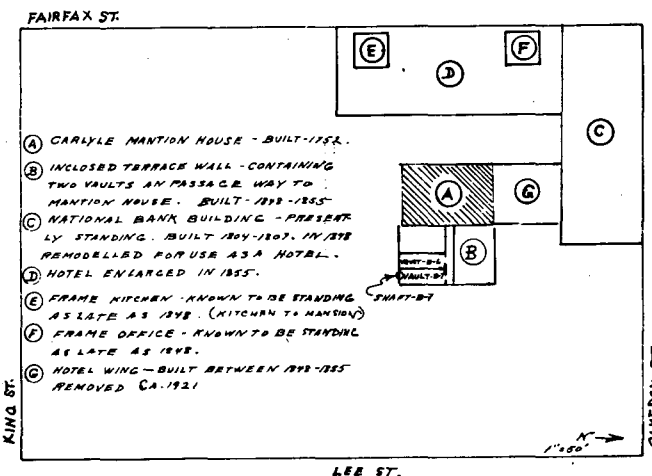 FAIRFAX ST.
E
F
D
C
A CARLYLE MANTION HOUSE - BUILT - 1752.
B INCLOSED TERRACE WALL - CONTAINING
TWO VAULTS AN PASSAGE WAY TO
MANTION HOUSE. BUILT - 1848 - 1855
C NATIONAL BANK BUILDING - PRESENT-
LY STANDING. BUILT 1804-1807. IN 1848
REMODELLED FOR USE AS A HOTEL.
D HOTEL ENLARGED IN 1855.
E FRAME KITCHEN - KNOWN TO BE STANDING
AS LATE AS 1848. (KITCHEN TO MANSION)
F FRAME OFFICE - KNOWN TO BE STANDING
AS LATE AS 1848.
G HOTEL WING - BUILT BETWEEN 1848-1855
REMOVED CA. 1921
A
G
B
VAULT-B-6
VAULT-B-7
SHAFT-B-7
KING ST.
N
1"=50'
LEE ST.